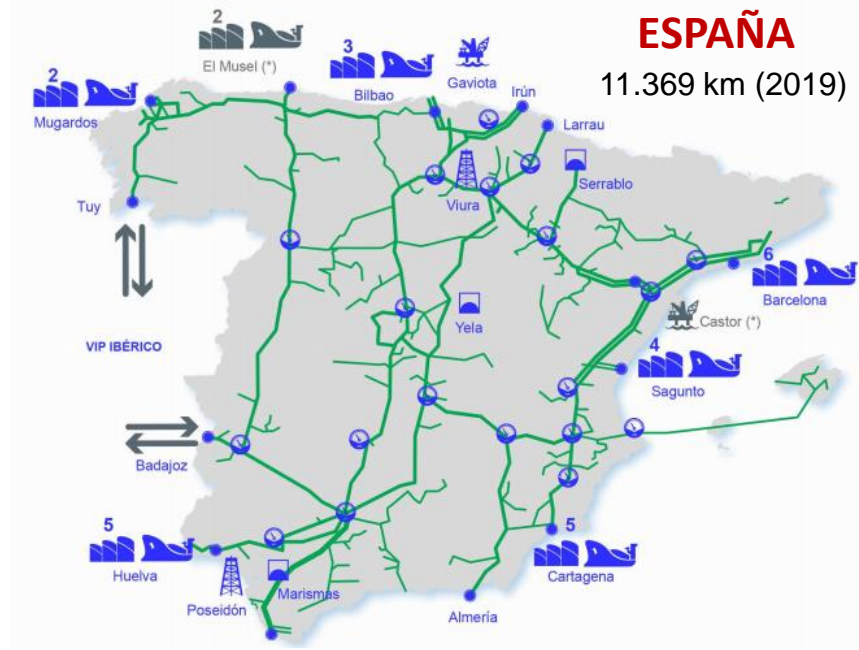 ESPAÑA
11.369 km (2019)
2
El Musel (*)
3
Bilbao
Gaviota
Irún
2
Mugardos
Larrau
Serrablo
Viura
Tuy
6
Barcelona
Yela
Castor (*)
VIP IBÉRICO
4
Sagunto
Badajoz
5
Huelva
Poseidón
Marismas
5
Cartagena
Almería